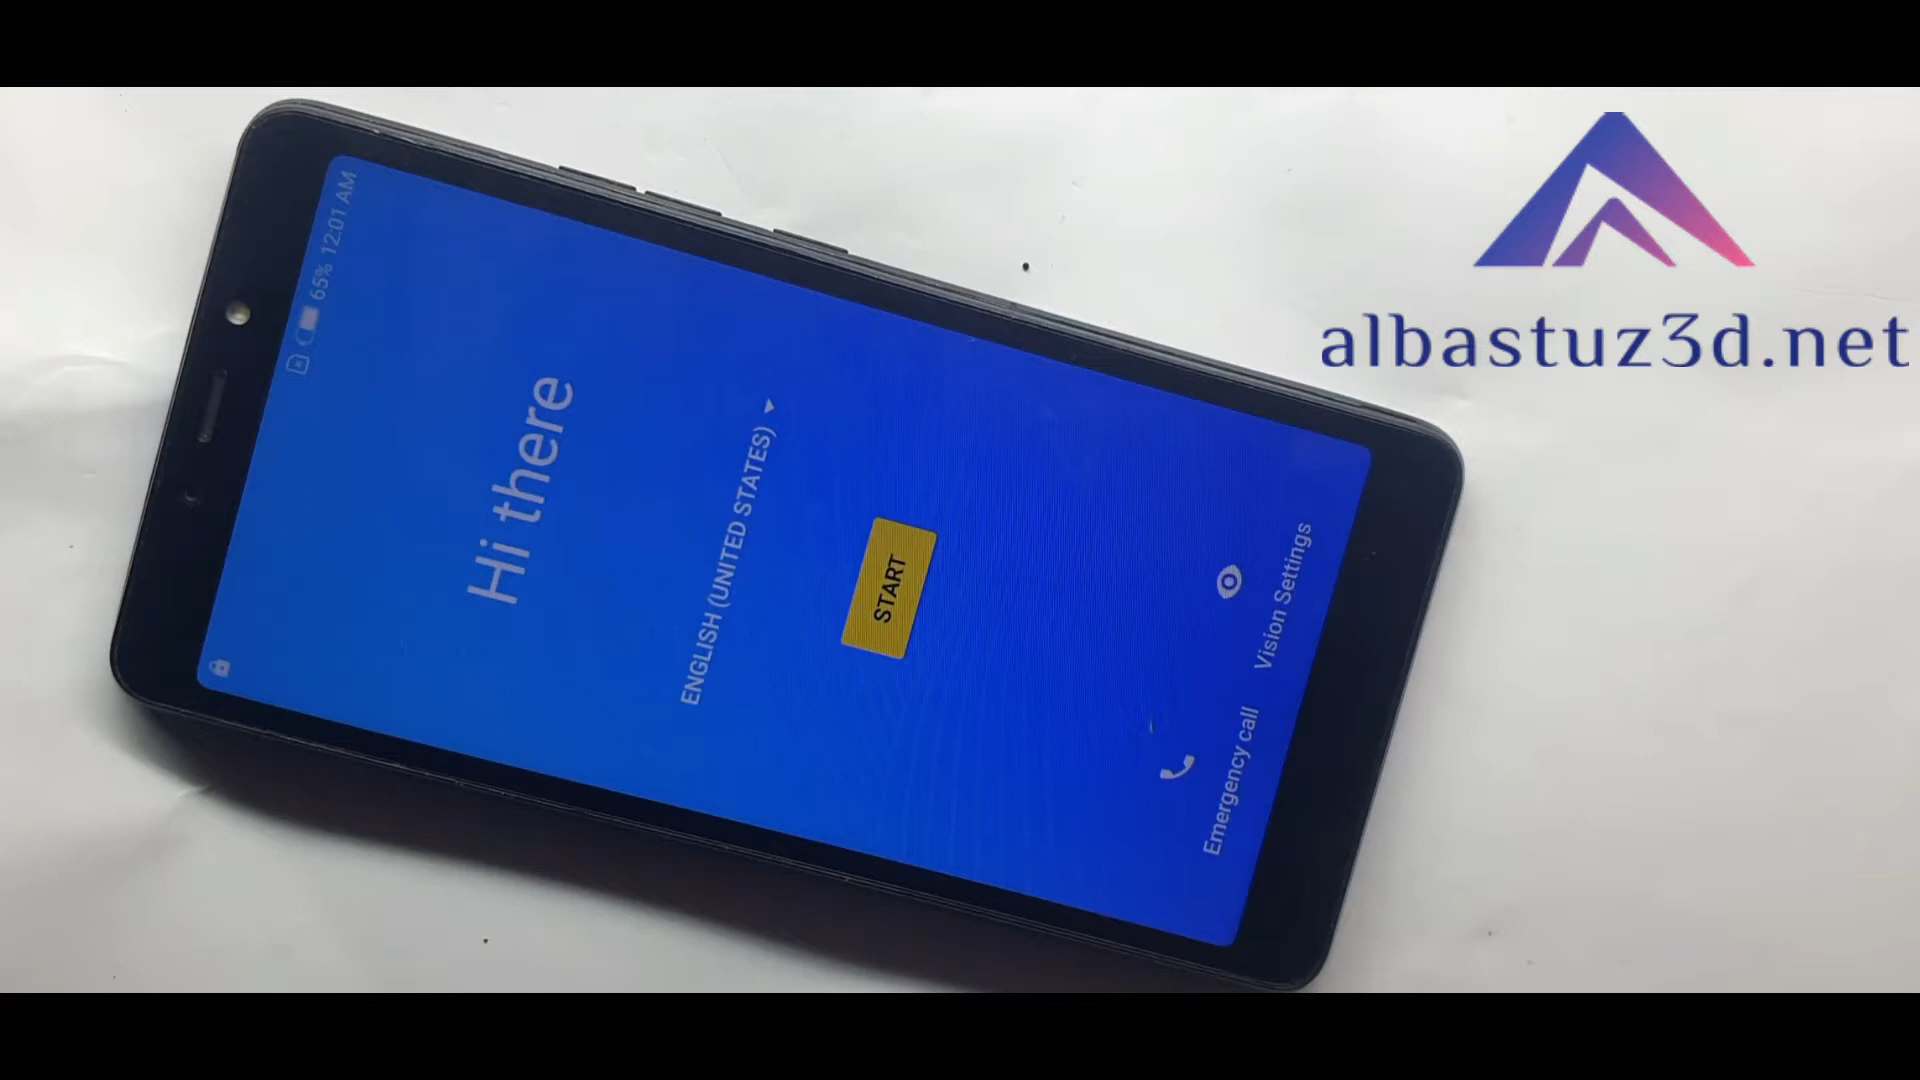 65% 12:01 AM
Hi there
ENGLISH (UNITED STATES)
START
Vision Settings
Emergency call
albastuz3d.net